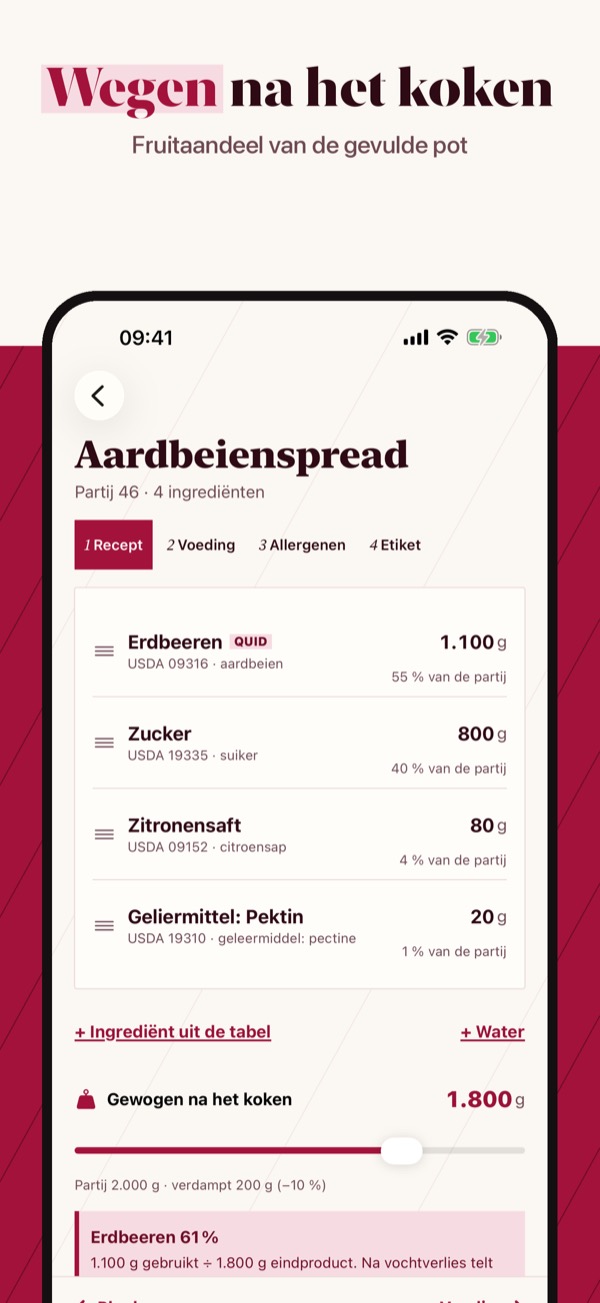 Wegen na het koken
Fruitaandeel van de gevulde pot
09:41
Aardbeienspread
Partij 46 · 4 ingrediënten
1 Recept 2 Voeding 3 Allergenen 4 Etiket
Erdbeeren QUID 1.100 g
USDA 09316 · aardbeien
55 % van de partij
Zucker 800 g
USDA 19335 · suiker
40 % van de partij
Zitronensaft 80 g
USDA 09152 · citroensap
4 % van de partij
Geliermittel: Pektin 20 g
USDA 19310 · geleermiddel: pectine
1 % van de partij
+ Ingrediënt uit de tabel + Water
Gewogen na het koken 1.800 g
Partij 2.000 g · verdampt 200 g (−10 %)
Erdbeeren 61 %
1.100 g gebruikt ÷ 1.800 g eindproduct. Na vochtverlies telt